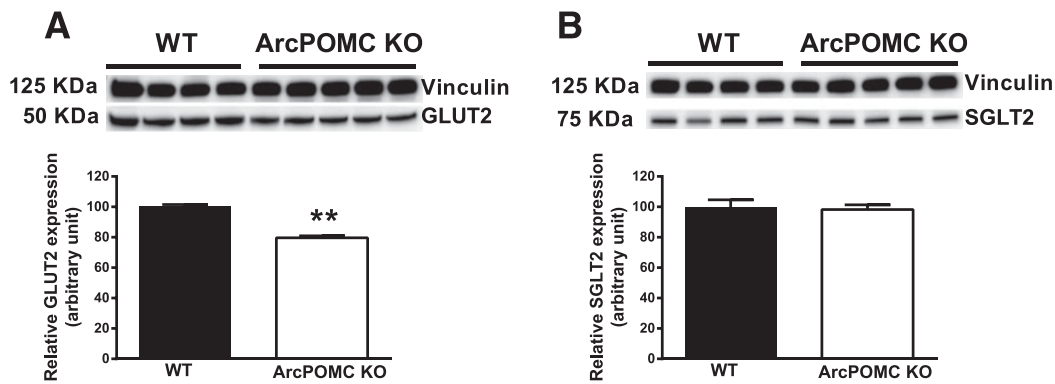 A
WT ArcPOMC KO
125 KDa Vinculin
50 KDa GLUT2
Relative GLUT2 expression
(arbitrary unit)
120
100
80
60
40
20
0
**
WT ArcPOMC KO
B
WT ArcPOMC KO
125 KDa Vinculin
75 KDa SGLT2
Relative SGLT2 expression
(arbitrary unit)
120
100
80
60
40
20
0
WT ArcPOMC KO